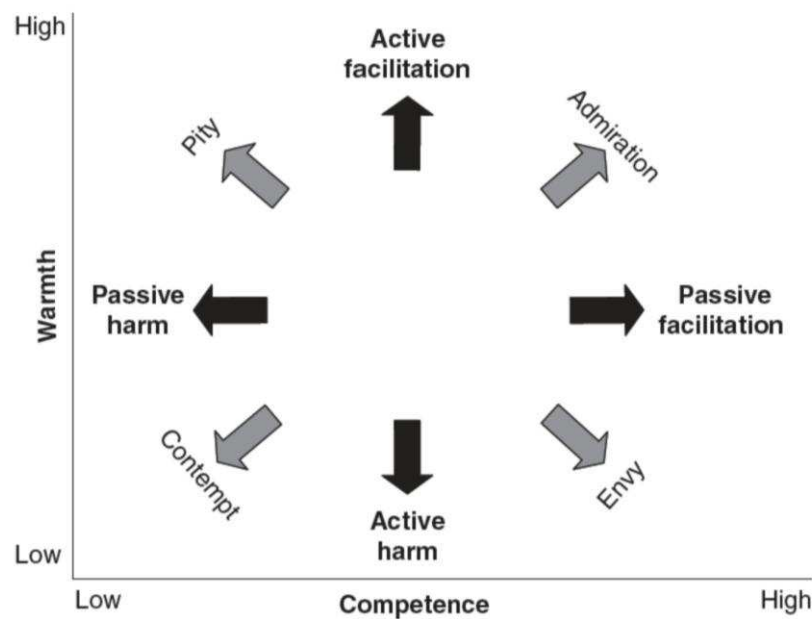 High
Active
facilitation
Pity
Admiration
Warmth
Passive
harm
Passive
facilitation
Contempt
Envy
Active
harm
Low
Low
Competence
High